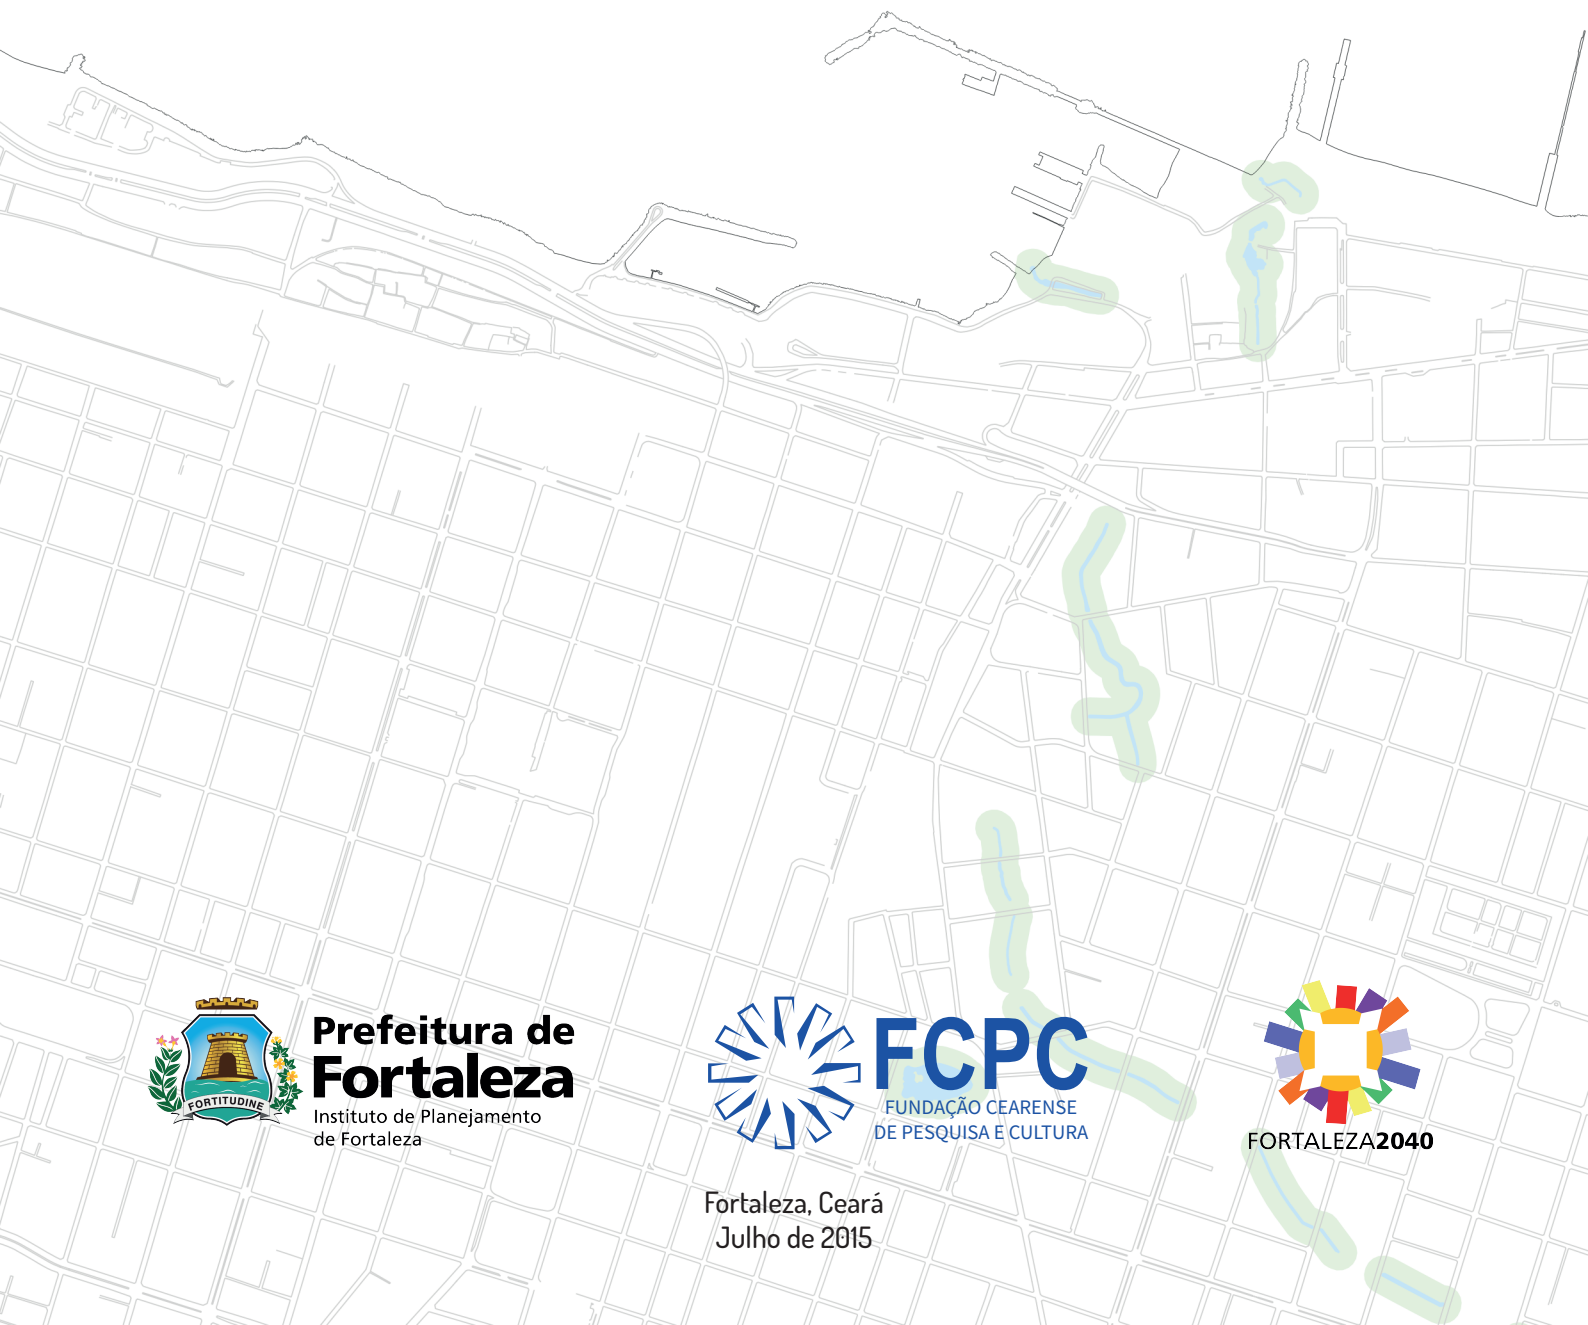 Prefeitura de
Fortaleza
Instituto de Planejamento
de Fortaleza
FORTITUDINE
FCPC
FUNDAÇÃO CEARENSE
DE PESQUISA E CULTURA
FORTALEZA2040
Fortaleza, Ceará
Julho de 2015